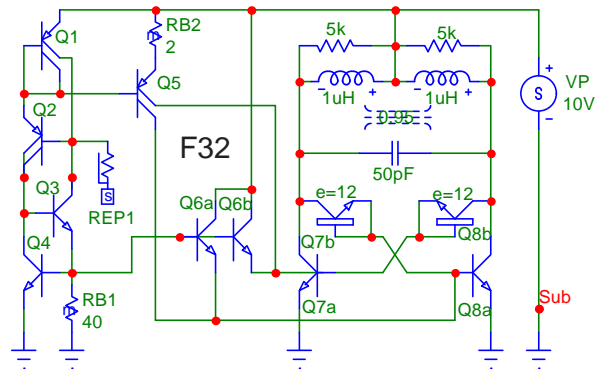 Q1
RB2
2
5k
5k
Q5
1uH
1uH
VP
10V
S
Q2
0.95
F32
50pF
S
REP1
Q3
Q6a
Q6b
e=12
e=12
Q4
Q7b
Q8b
RB1
40
Q7a
Q8a
Sub